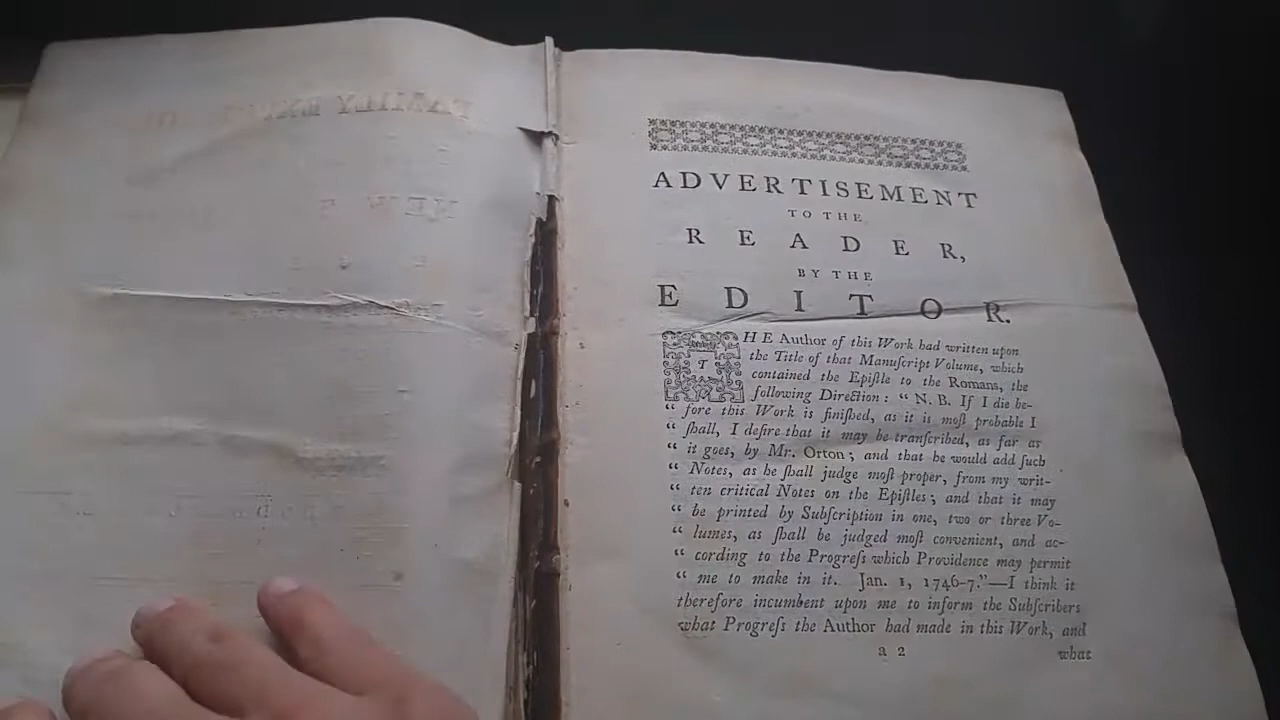 ADVERTISEMENT
TO THE
READER,
BY THE
EDITOR.
THE Author of this Work had written upon
the Title of that Manuſcript Volume, which
contained the Epiſtle to the Romans, the
following Direction: “ N. B. If I die be-
“ fore this Work is finiſhed, as it is moſt probable I
“ ſhall, I deſire that it may be tranſcribed, as far as
“ it goes, by Mr. Orton; and that he would add ſuch
“ Notes, as he ſhall judge moſt proper, from my writ-
“ ten critical Notes on the Epiſtles; and that it may
“ be printed by Subſcription in one, two or three Vo-
“ lumes, as ſhall be judged moſt convenient, and ac-
“ cording to the Progreſs which Providence may permit
“ me to make in it. Jan. 1, 1746-7.”—I think it
therefore incumbent upon me to inform the Subſcribers
what Progreſs the Author had made in this Work, and
a 2
what